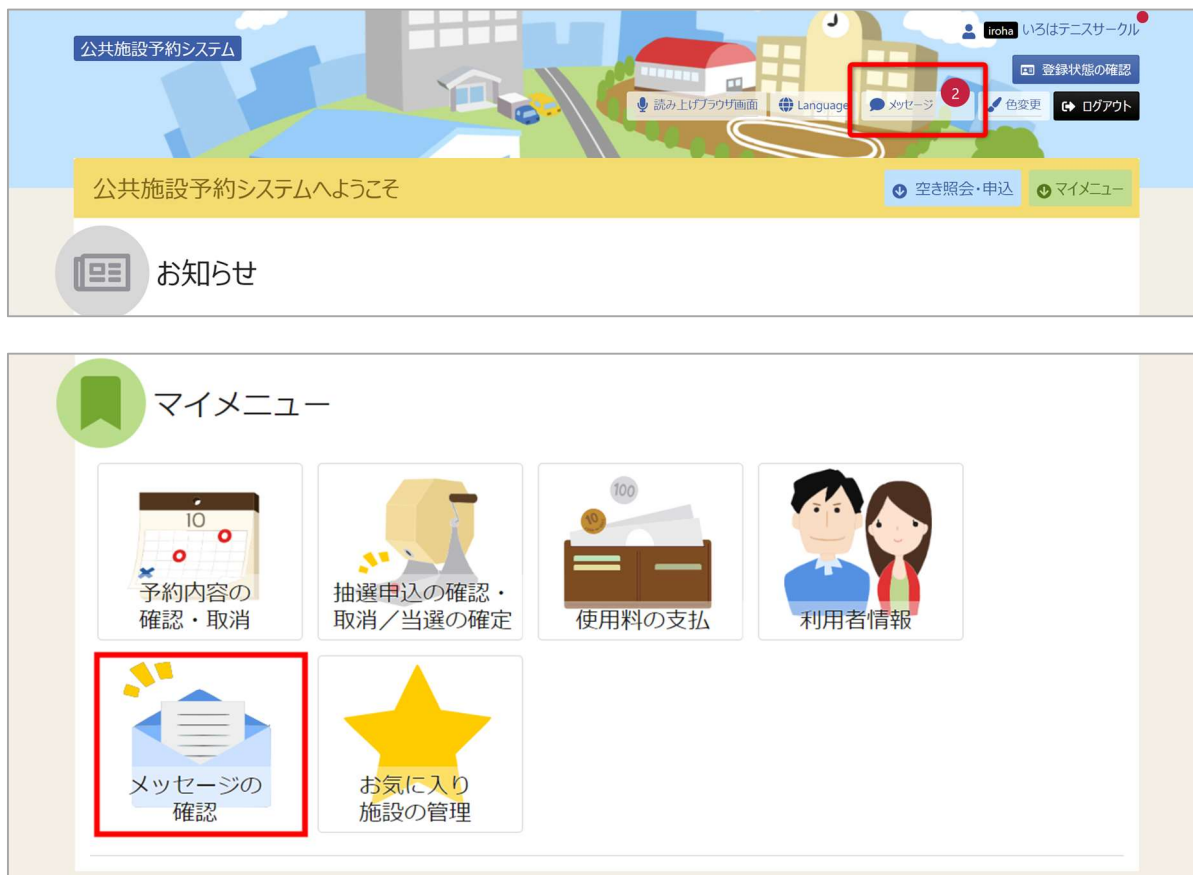 公共施設予約システム
iroha いろはテニスサークル
登録状態の確認
読み上げブラウザ画面 Language メッセージ 2 色変更 ログアウト
公共施設予約システムへようこそ
空き照会・申込 マイメニュー
お知らせ
マイメニュー
10
予約内容の
確認・取消
抽選申込の確認・
取消／当選の確定
100
10
使用料の支払
利用者情報
メッセージの
確認
お気に入り
施設の管理